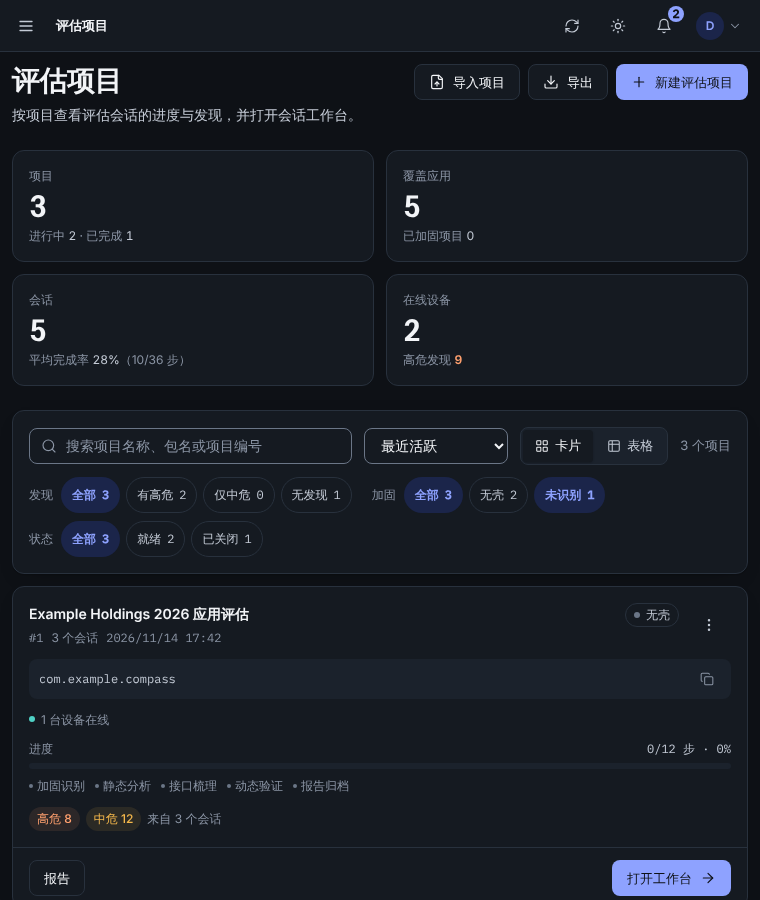 评估项目
2
D
评估项目
导入项目
导出
新建评估项目
按项目查看评估会话的进度与发现，并打开会话工作台。
项目
3
进行中 2 · 已完成 1
覆盖应用
5
已加固项目 0
会话
5
平均完成率 28%（10/36 步）
在线设备
2
高危发现 9
搜索项目名称、包名或项目编号
最近活跃
卡片
表格
3 个项目
发现 全部 3 有高危 2 仅中危 0 无发现 1 加固 全部 3 无壳 2 未识别 1
状态 全部 3 就绪 2 已关闭 1
Example Holdings 2026 应用评估
无壳
#1 3 个会话 2026/11/14 17:42
com.example.compass
1 台设备在线
进度 0/12 步 · 0%
加固识别 静态分析 接口梳理 动态验证 报告归档
高危 8 中危 12 来自 3 个会话
报告
打开工作台